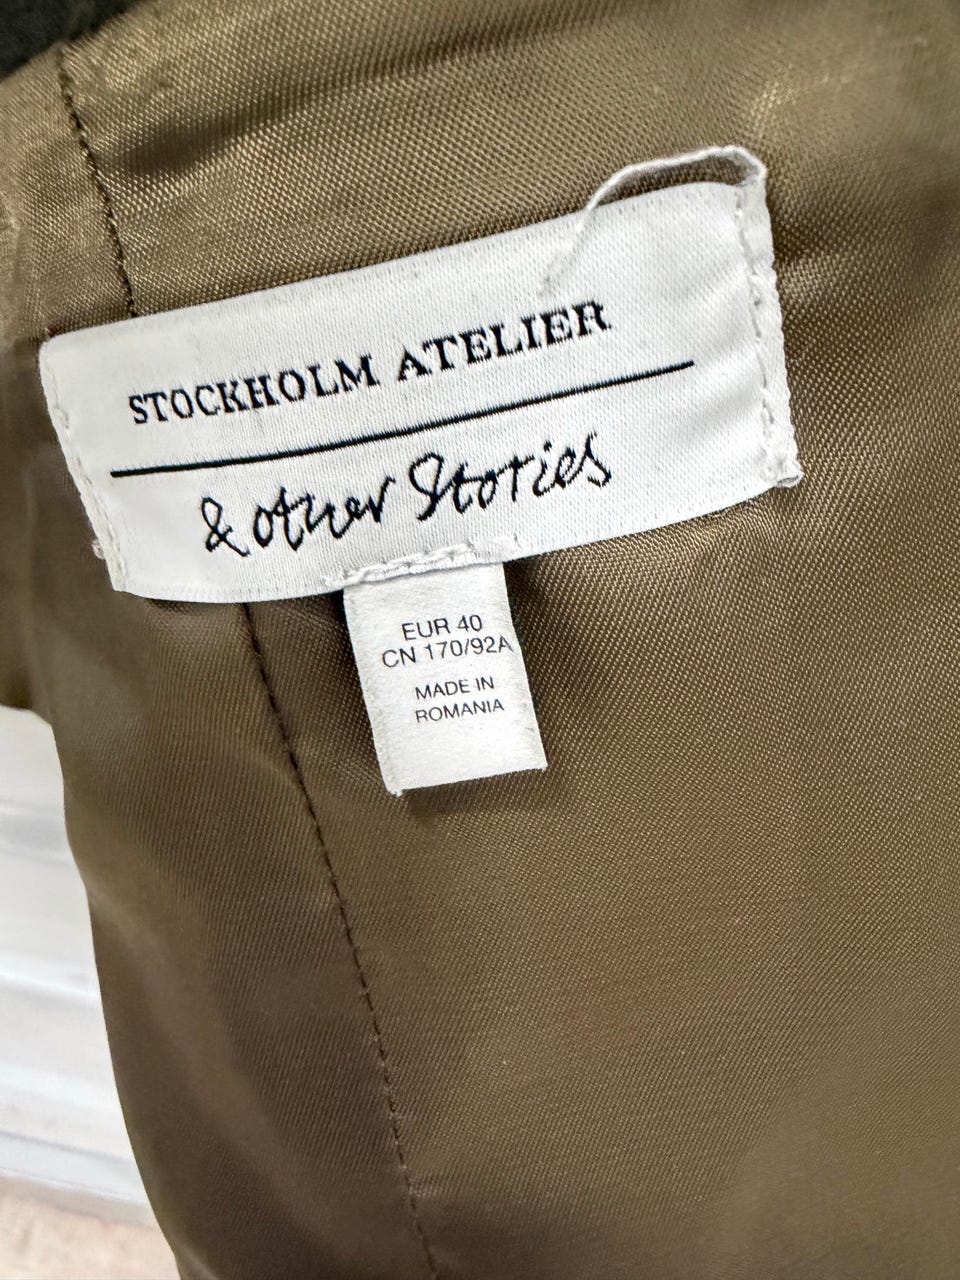 STOCKHOLM ATELIER
& other Stories
EUR 40
CN 170/92A
MADE IN
ROMANIA